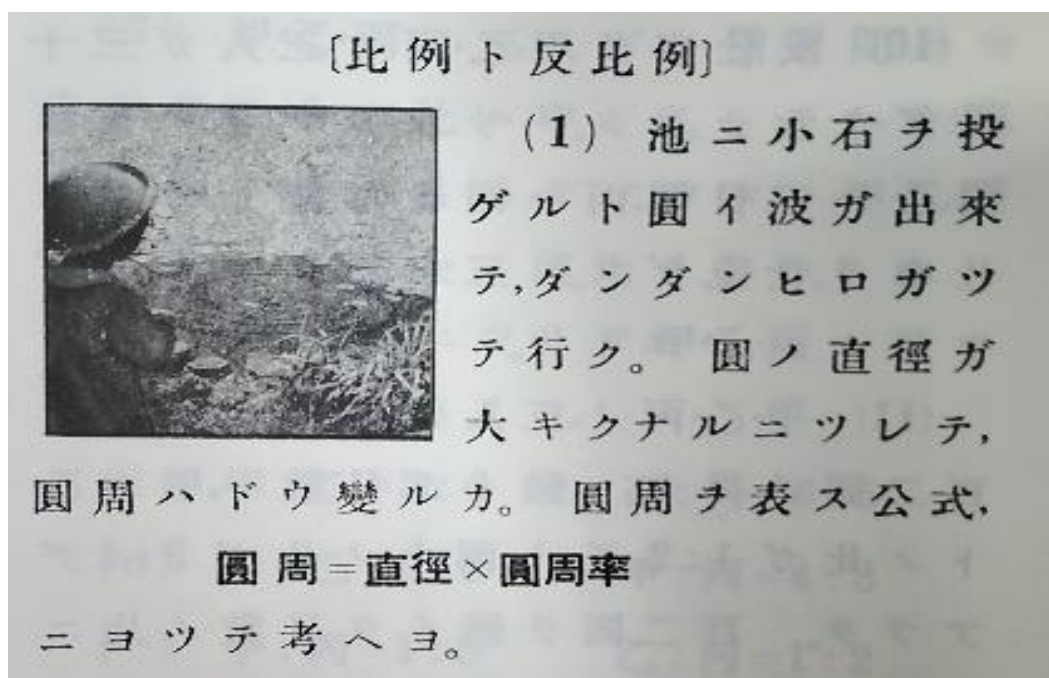 [比例ト反比例]
(1) 池ニ小石ヲ投
ゲルト圓イ波ガ出來
テ,ダンダンヒロガツ
テ行ク。 圓ノ直徑ガ
大キクナルニツレテ,
圓周ハドウ變ルカ。 圓周ヲ表ス公式,
圓周=直徑×圓周率
ニヨツテ考ヘヨ。